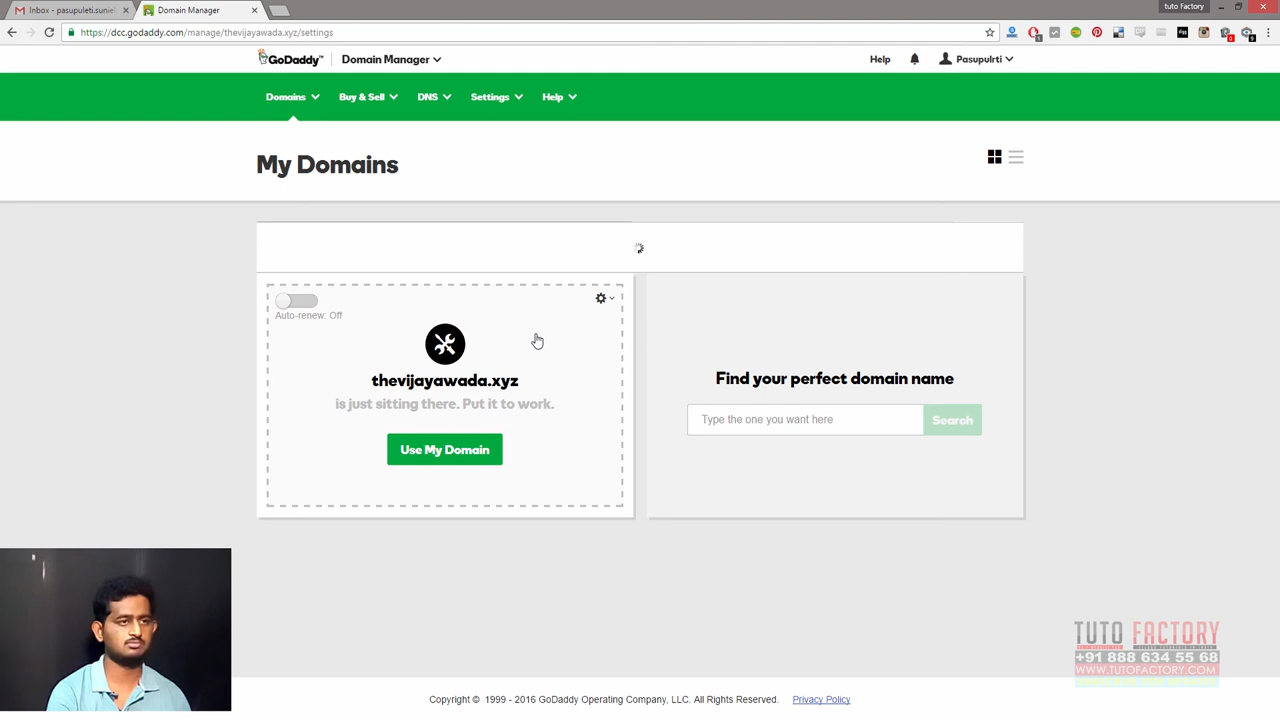 Inbox - pasupuleti.sunie
Domain Manager
tuto Factory
https://dcc.godaddy.com/manage/thevijayawada.xyz/settings
GoDaddy™
Domain Manager
Help
Pasupulrti
Domains
Buy & Sell
DNS
Settings
Help
My Domains
Auto-renew: Off
thevijayawada.xyz
is just sitting there. Put it to work.
Use My Domain
Find your perfect domain name
Type the one you want here
Search
TUTO FACTORY
+91 888 634 55 68
WWW.TUTOFACTORY.COM
Copyright © 1999 - 2016 GoDaddy Operating Company, LLC. All Rights Reserved.
Privacy Policy